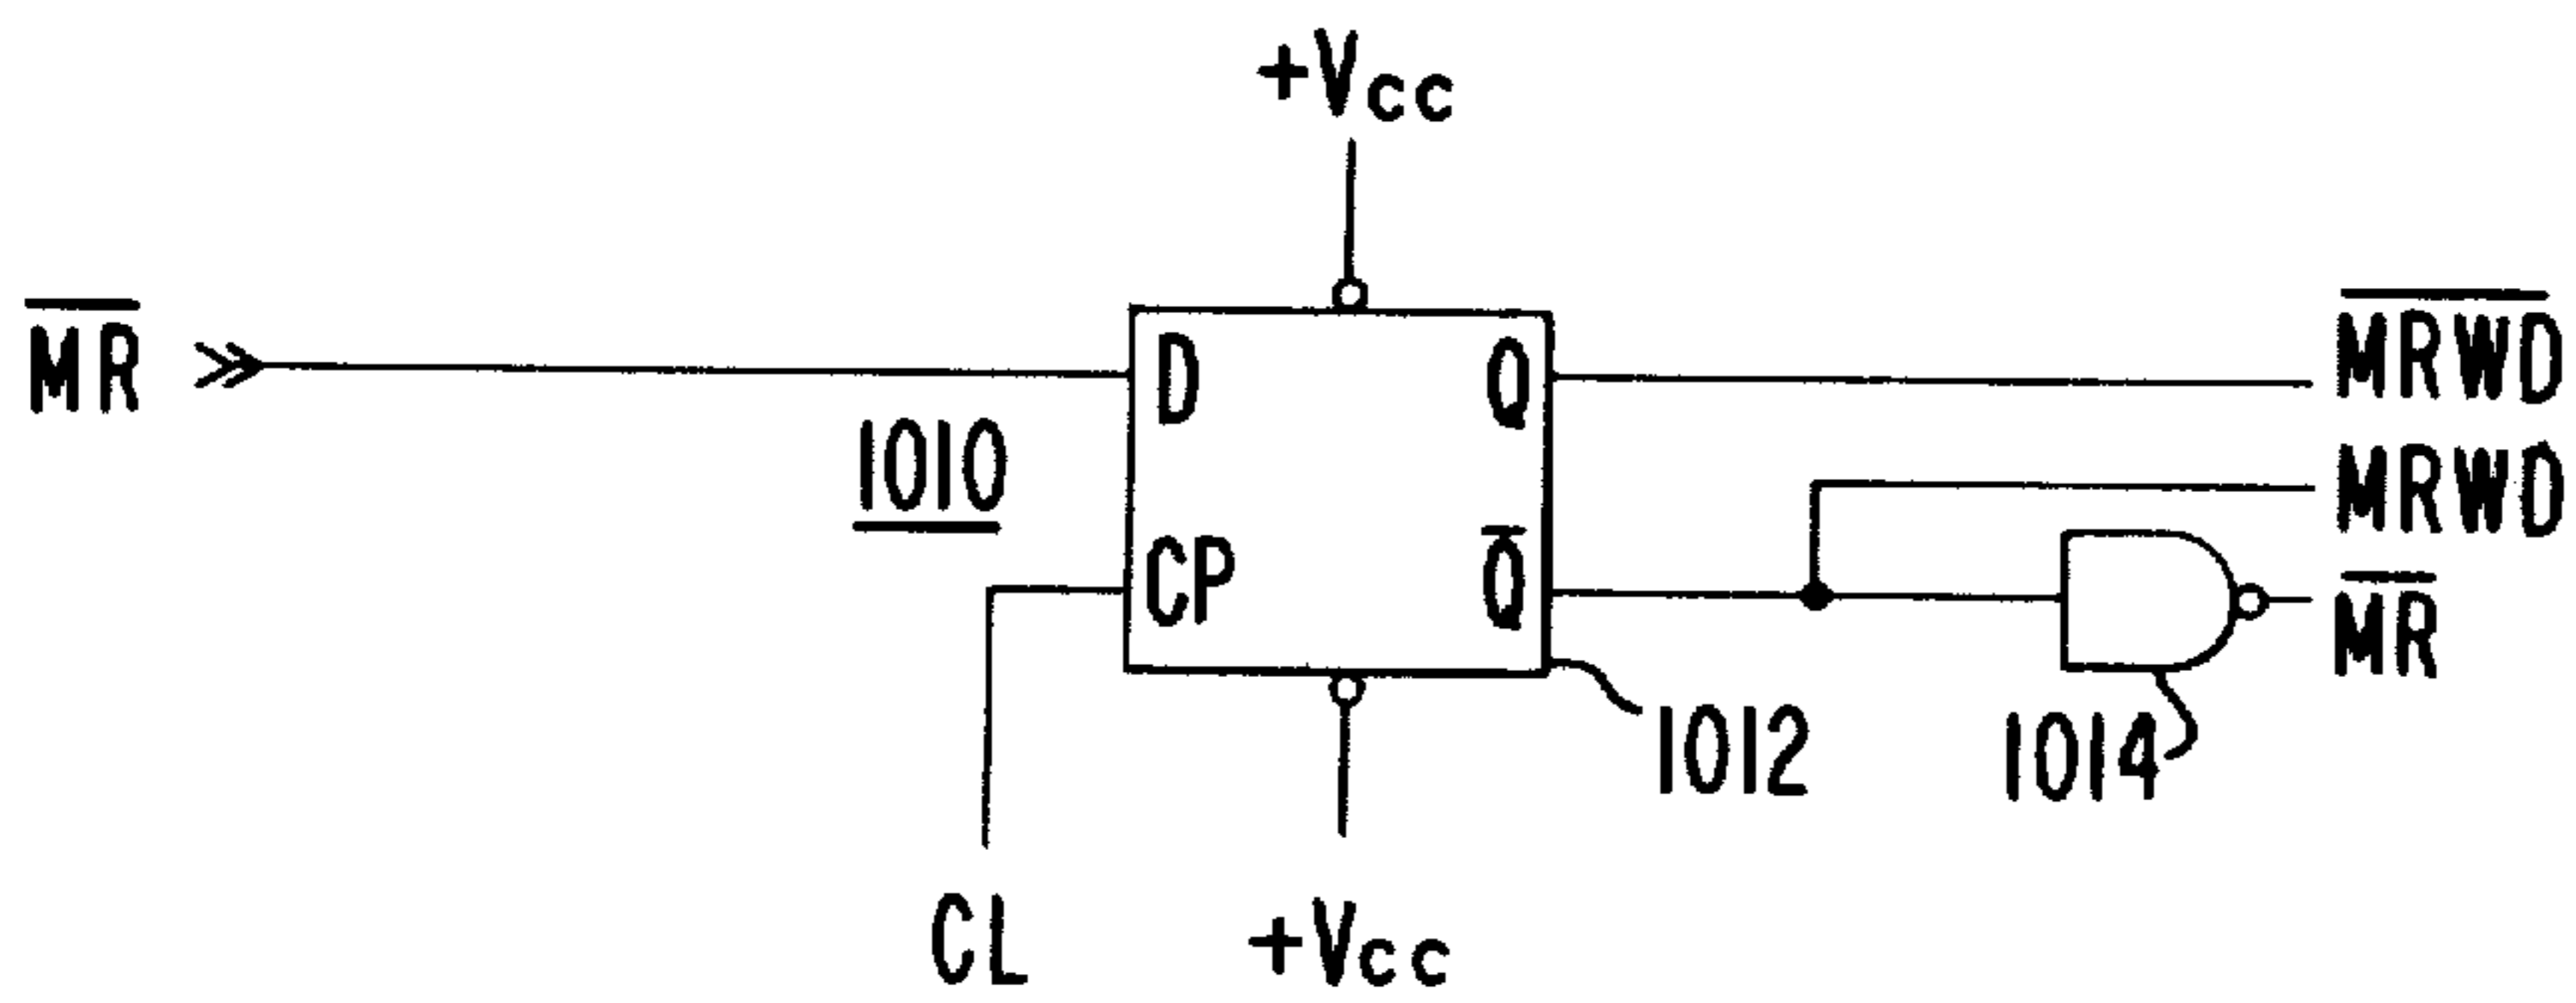 +Vcc
M̅R̅
D
Q
M̅R̅W̅D̅
1010
MRWD
CP
Q̅
M̅R̅
1012
1014
CL
+Vcc